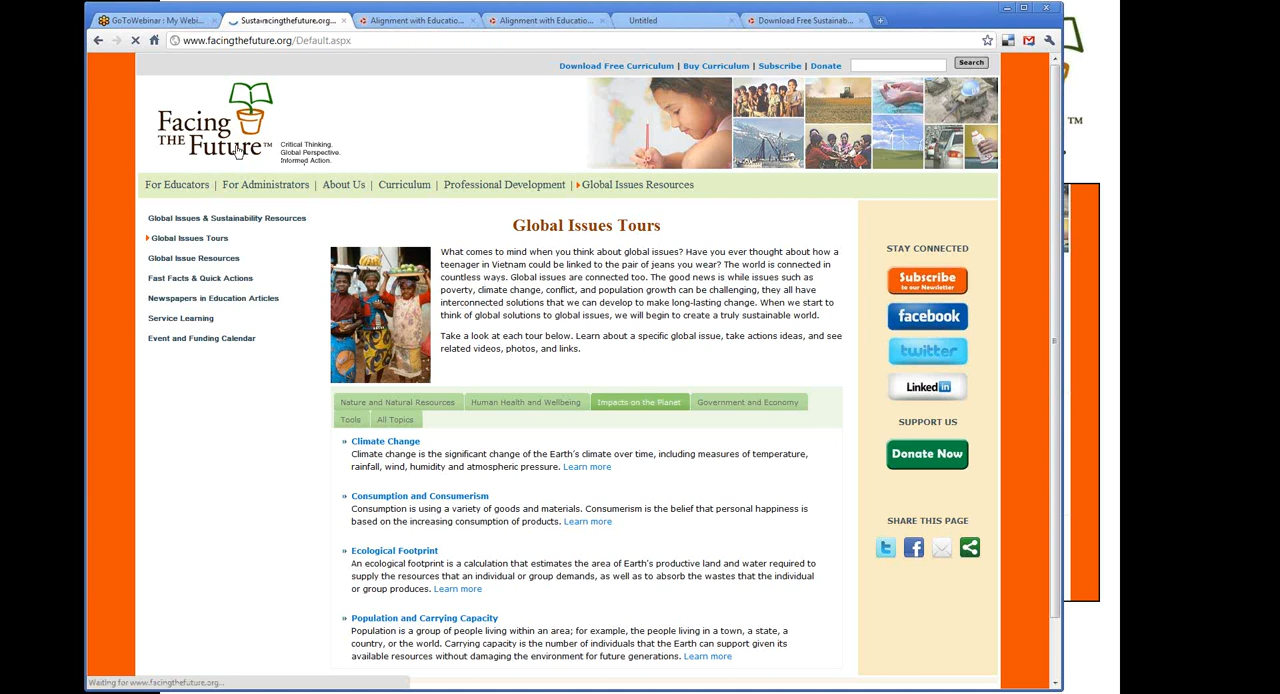 GoToWebinar : My Webi...
Sustainacingthefuture.org...
Alignment with Educatio...
Alignment with Educatio...
Untitled
Download Free Sustainab...
www.facingthefuture.org/Default.aspx
Download Free Curriculum | Buy Curriculum | Subscribe | Donate
Search
Facing
THE Future™
Critical Thinking.
Global Perspective.
Informed Action.
TM
For Educators | For Administrators | About Us | Curriculum | Professional Development | Global Issues Resources
Global Issues & Sustainability Resources
Global Issues Tours
Global Issue Resources
Fast Facts & Quick Actions
Newspapers in Education Articles
Service Learning
Event and Funding Calendar
Global Issues Tours
What comes to mind when you think about global issues? Have you ever thought about how a
teenager in Vietnam could be linked to the pair of jeans you wear? The world is connected in
countless ways. Global issues are connected too. The good news is while issues such as
poverty, climate change, conflict, and population growth can be challenging, they all have
interconnected solutions that we can develop to make long-lasting change. When we start to
think of global solutions to global issues, we will begin to create a truly sustainable world.
Take a look at each tour below. Learn about a specific global issue, take actions ideas, and see
related videos, photos, and links.
Nature and Natural Resources
Human Health and Wellbeing
Impacts on the Planet
Government and Economy
Tools
All Topics
» Climate Change
Climate change is the significant change of the Earth's climate over time, including measures of temperature,
rainfall, wind, humidity and atmospheric pressure. Learn more
» Consumption and Consumerism
Consumption is using a variety of goods and materials. Consumerism is the belief that personal happiness is
based on the increasing consumption of products. Learn more
» Ecological Footprint
An ecological footprint is a calculation that estimates the area of Earth's productive land and water required to
supply the resources that an individual or group demands, as well as to absorb the wastes that the individual
or group produces. Learn more
» Population and Carrying Capacity
Population is a group of people living within an area; for example, the people living in a town, a state, a
country, or the world. Carrying capacity is the number of individuals that the Earth can support given its
available resources without damaging the environment for future generations. Learn more
STAY CONNECTED
Subscribe
to our Newsletter
facebook
twitter
Linked in
SUPPORT US
Donate Now
SHARE THIS PAGE
Waiting for www.facingthefuture.org...